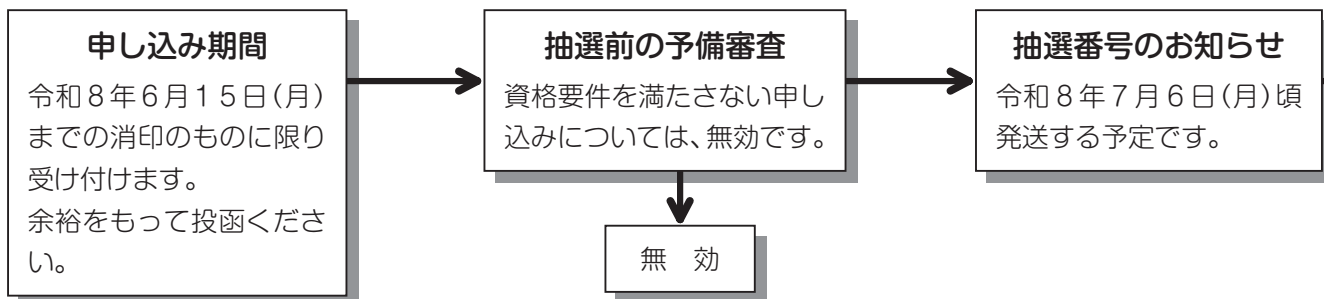 申し込み期間
令和8年6月15日(月)
までの消印のものに限り
受け付けます。
余裕をもって投函くださ
い。
抽選前の予備審査
資格要件を満たさない申し
込みについては、無効です。
無 効
抽選番号のお知らせ
令和8年7月6日(月)頃
発送する予定です。